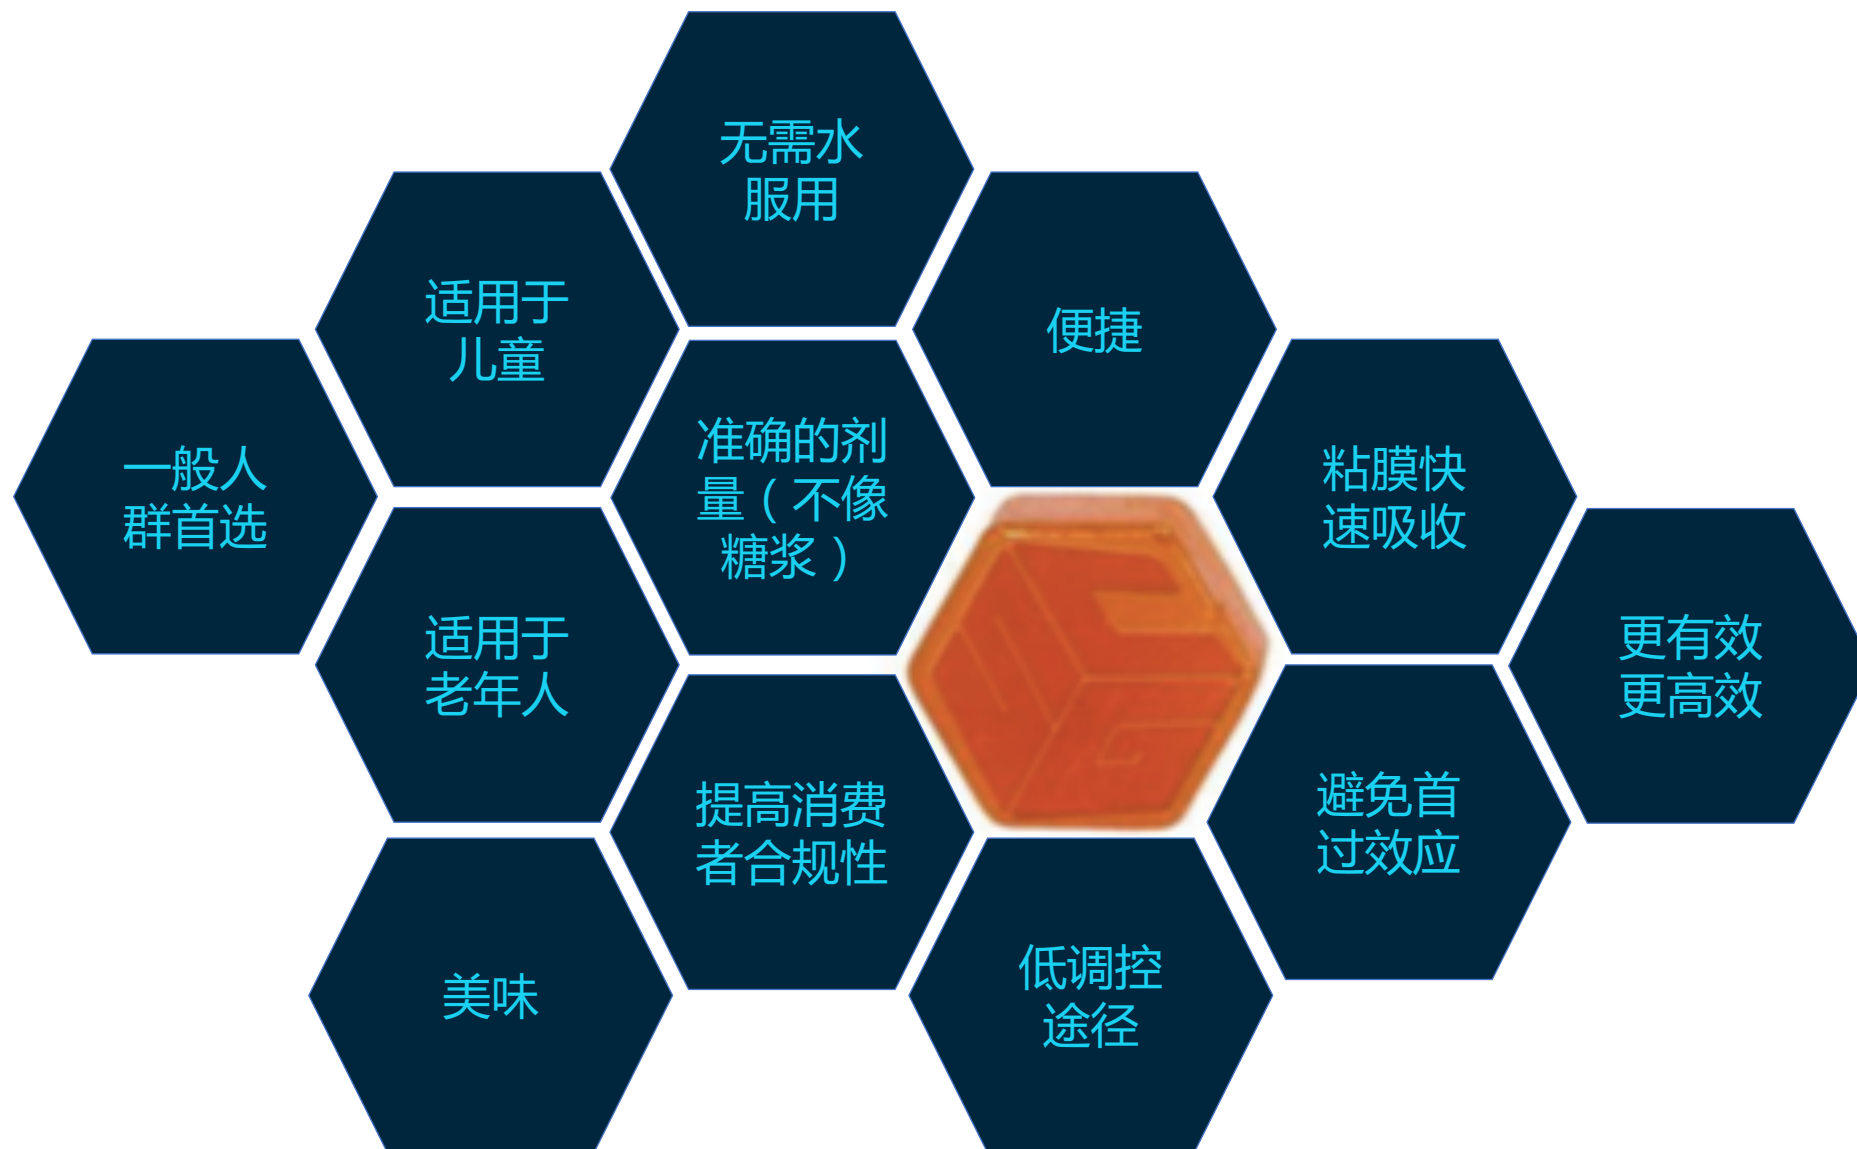 无需水
服用
适用于
儿童
便捷
一般人
群首选
准确的剂
量（不像
糖浆）
粘膜快
速吸收
适用于
老年人
更有效
更高效
提高消费
者合规性
避免首
过效应
美味
低调控
途径